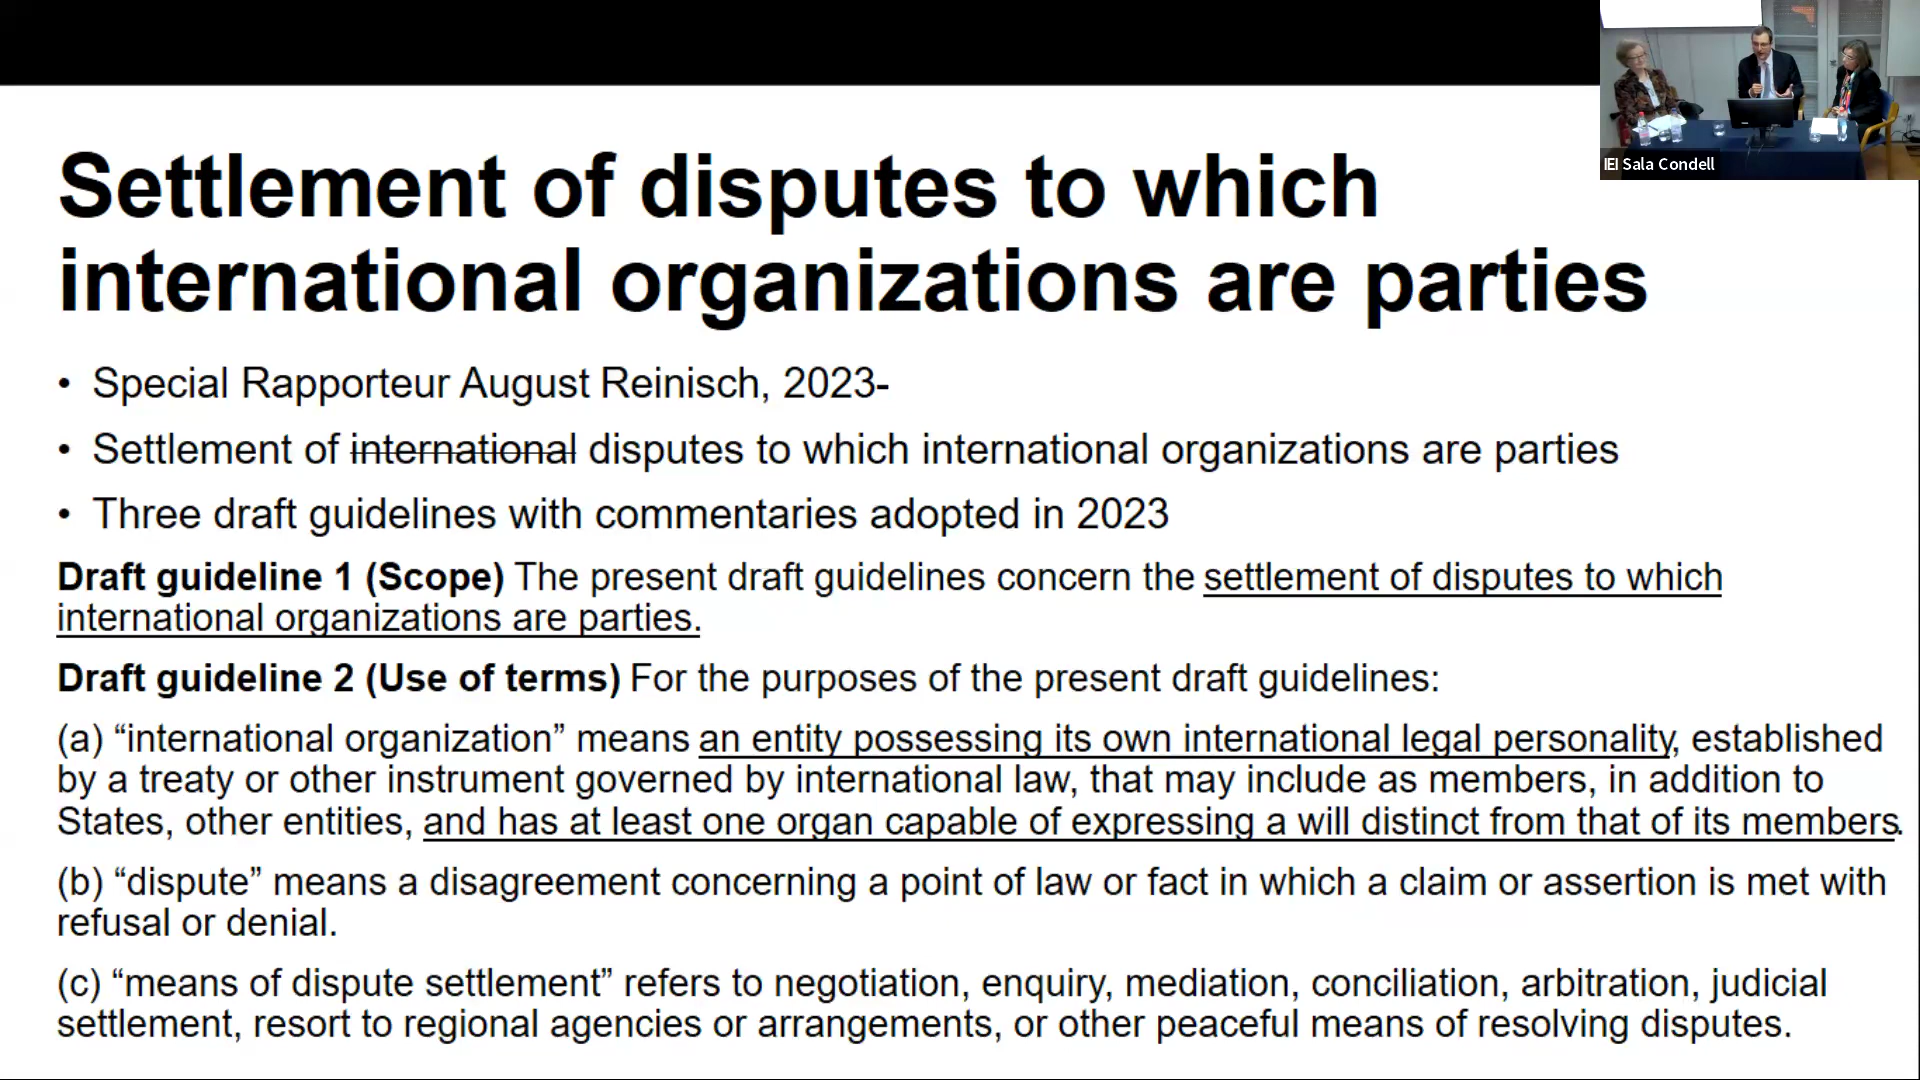 IEI Sala Condell
Settlement of disputes to which
international organizations are parties
• Special Rapporteur August Reinisch, 2023-
• Settlement of international disputes to which international organizations are parties
• Three draft guidelines with commentaries adopted in 2023
Draft guideline 1 (Scope) The present draft guidelines concern the settlement of disputes to which
international organizations are parties.
Draft guideline 2 (Use of terms) For the purposes of the present draft guidelines:
(a) “international organization” means an entity possessing its own international legal personality, established
by a treaty or other instrument governed by international law, that may include as members, in addition to
States, other entities, and has at least one organ capable of expressing a will distinct from that of its members.
(b) “dispute” means a disagreement concerning a point of law or fact in which a claim or assertion is met with
refusal or denial.
(c) “means of dispute settlement” refers to negotiation, enquiry, mediation, conciliation, arbitration, judicial
settlement, resort to regional agencies or arrangements, or other peaceful means of resolving disputes.